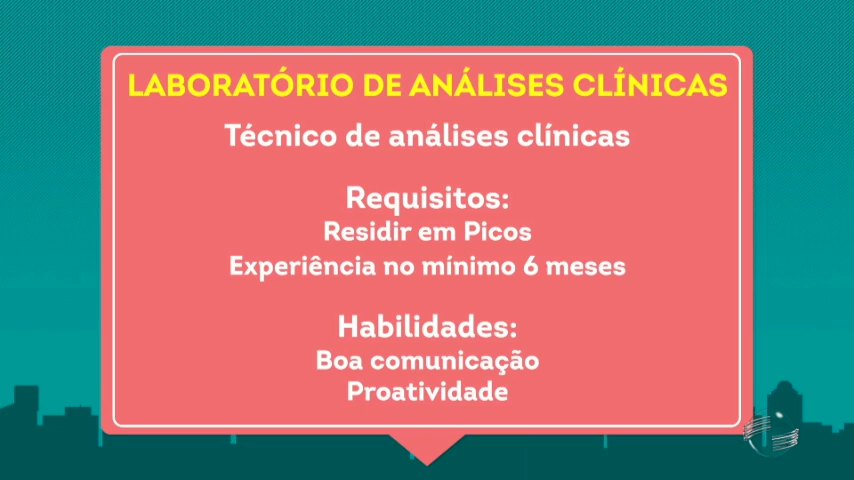 LABORATÓRIO DE ANÁLISES CLÍNICAS
Técnico de análises clínicas
Requisitos:
Residir em Picos
Experiência no mínimo 6 meses
Habilidades:
Boa comunicação
Proatividade